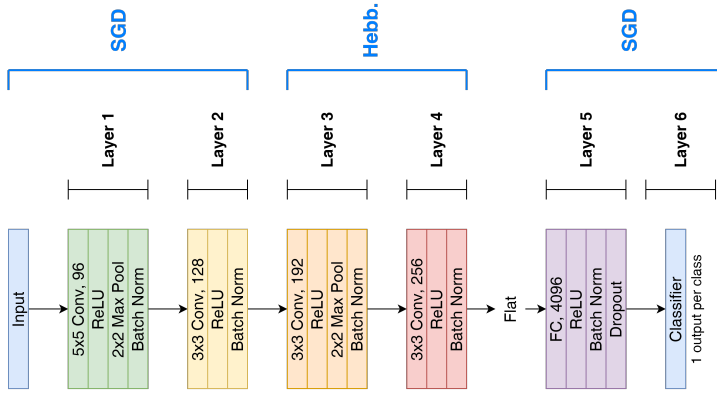 SGD
Hebb.
SGD
Layer 1
Layer 2
Layer 3
Layer 4
Layer 5
Layer 6
Input
5x5 Conv, 96
ReLU
2x2 Max Pool
Batch Norm
3x3 Conv, 128
ReLU
Batch Norm
3x3 Conv, 192
ReLU
2x2 Max Pool
Batch Norm
3x3 Conv, 256
ReLU
Batch Norm
Flat
FC, 4096
ReLU
Batch Norm
Dropout
Classifier
1 output per class